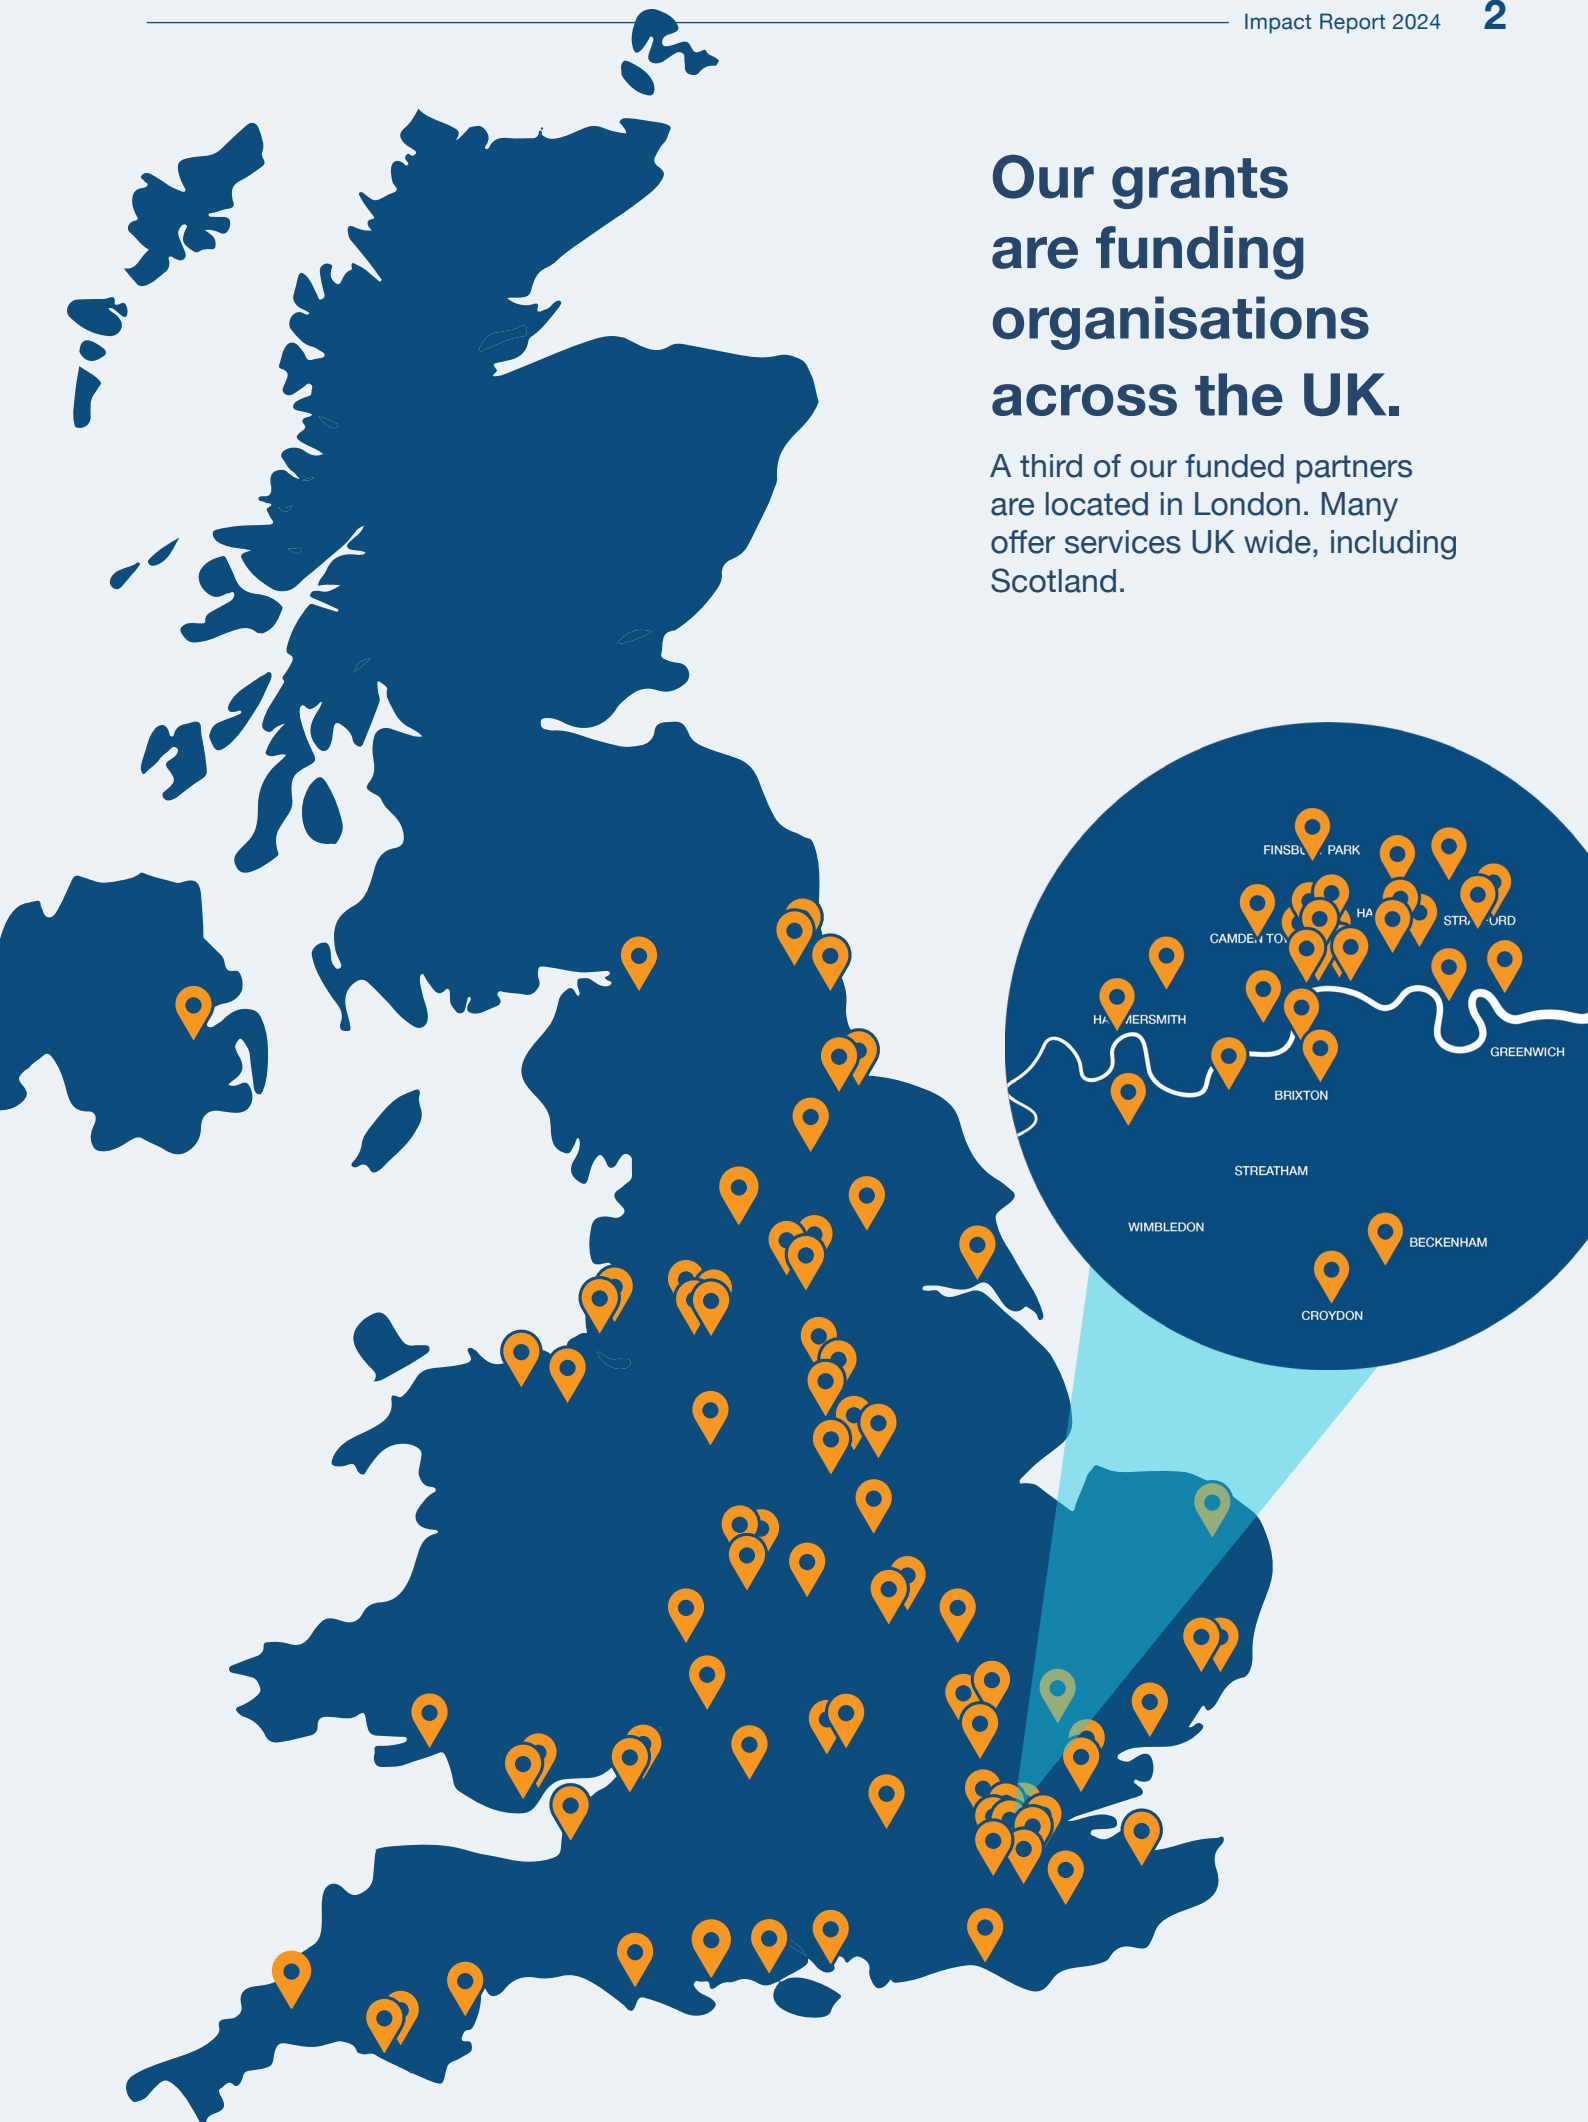 Impact Report 2024 2
Our grants
are funding
organisations
across the UK.
A third of our funded partners
are located in London. Many
offer services UK wide, including
Scotland.
PARK
CAMDEN
GREENWICH
BRIXTON
STREATHAM
WIMBLEDON
BECKENHAM
CROYDON